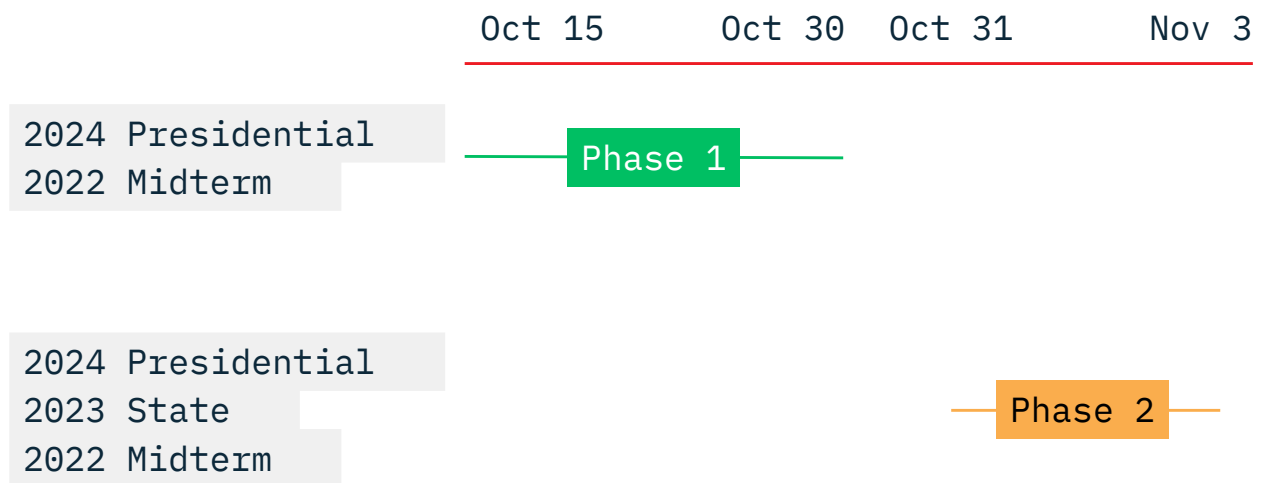 Oct 15 Oct 30 Oct 31 Nov 3
2024 Presidential
2022 Midterm
Phase 1
2024 Presidential
2023 State
2022 Midterm
Phase 2